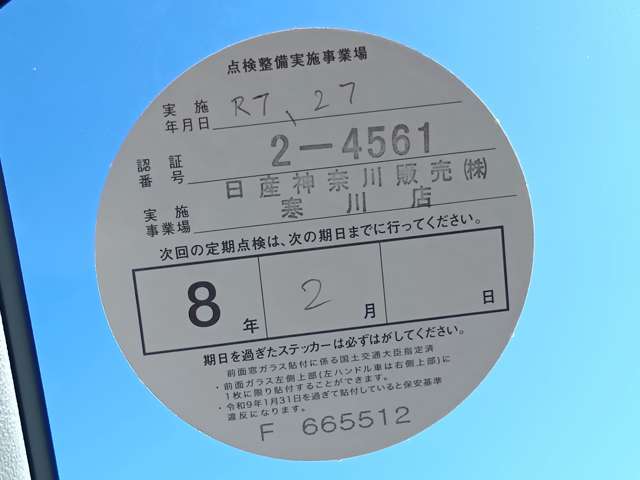 点検整備実施事業場
実施年月日 R7、27
認証番号 2-4561
実施事業場 日産神奈川販売(株)
寒川店
次回の定期点検は、次の期日までに行ってください。
8年 2月 日
期日を過ぎたステッカーは必ずはがしてください。
前面窓ガラス貼付に係る国土交通大臣指定済
・前面ガラス左側上部(左ハンドル車は右側上部)に
1枚に限り貼付することができます。
・令和9年1月31日を過ぎて貼付していると保安基準
違反になります。
F 665512